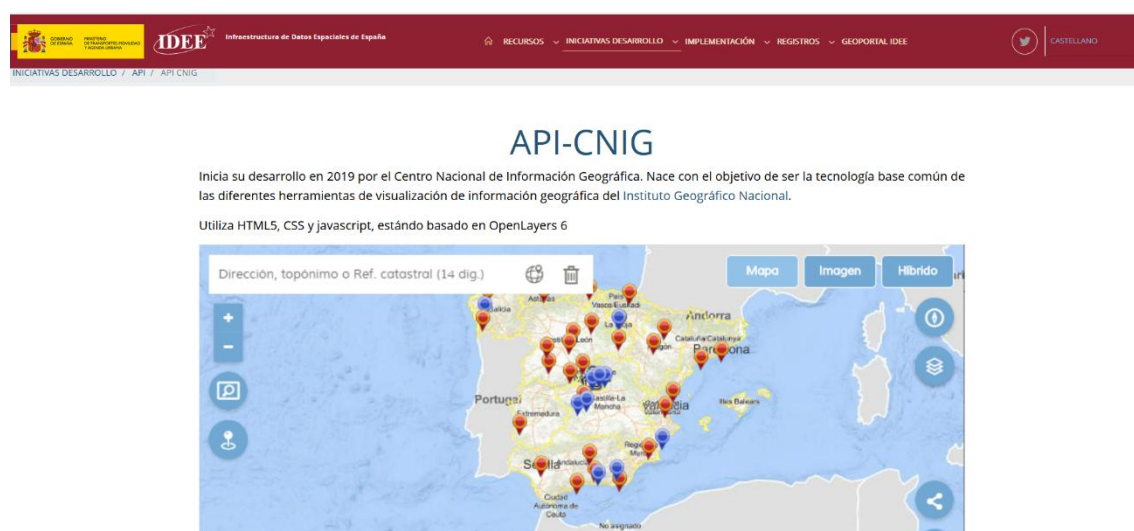 GOBIERNO DE ESPAÑA
MINISTERIO DE TRANSPORTES, MOVILIDAD Y AGENDA URBANA
IDEE
Infraestructura de Datos Espaciales de España
RECURSOS
INICIATIVAS DESARROLLO
IMPLEMENTACIÓN
REGISTROS
GEOPORTAL IDEE
CASTELLANO
INICIATIVAS DESARROLLO / API / API CNIG
API-CNIG
Inicia su desarrollo en 2019 por el Centro Nacional de Información Geográfica. Nace con el objetivo de ser la tecnología base común de
las diferentes herramientas de visualización de información geográfica del Instituto Geográfico Nacional.
Utiliza HTML5, CSS y javascript, estándo basado en OpenLayers 6
Dirección, topónimo o Ref. catastral (14 dig.)
Mapa
Imagen
Híbrido
+
-
Andorra
Cataluña/Catalunya
Portugal
Illes Balears
Extremadura
Ciudad
Autónoma de
Ceuta
No asignado